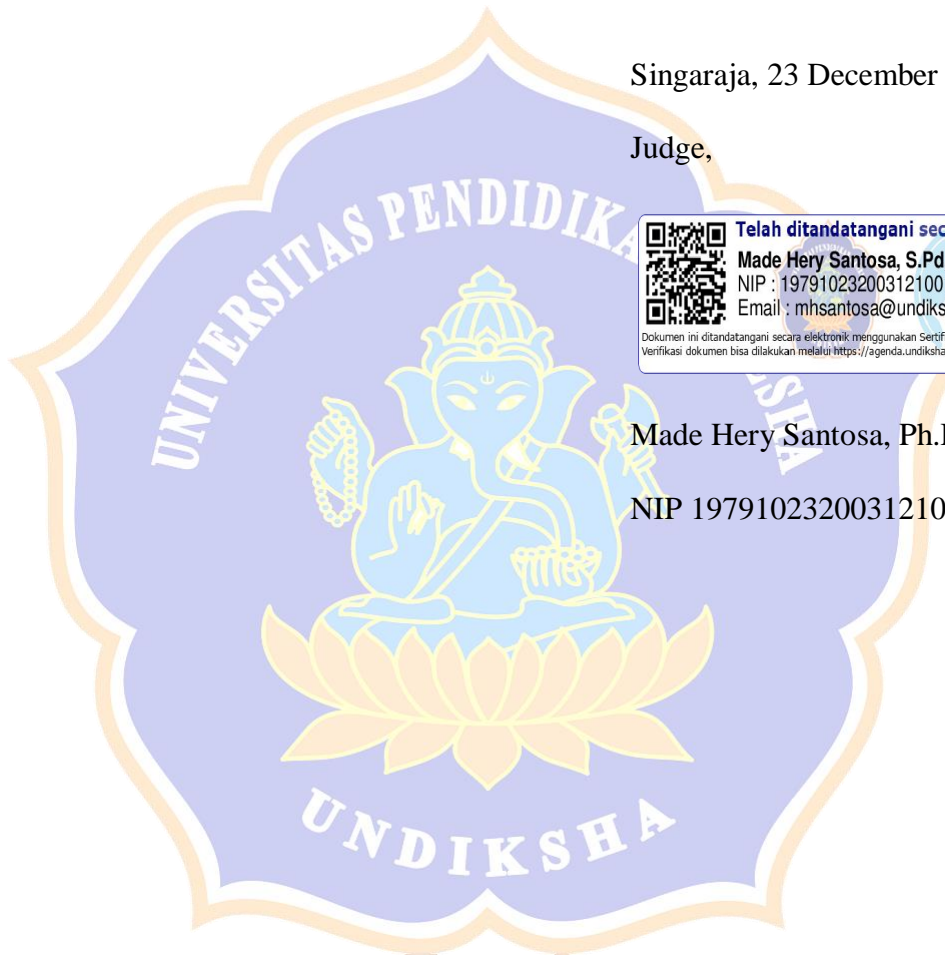 Singaraja, 23 December
Judge,
Telah ditandatangani sec
Made Hery Santosa, S.Pd
NIP : 19791023200312100
Email : mhsantosa@undiks
Dokumen ini ditandatangani secara elektronik menggunakan Sertif
Verifikasi dokumen bisa dilakukan melalui https://agenda.undiksha
Made Hery Santosa, Ph.
NIP 1979102320031210
UNIVERSITAS PENDIDIKA ESHA
UNDIKSHA